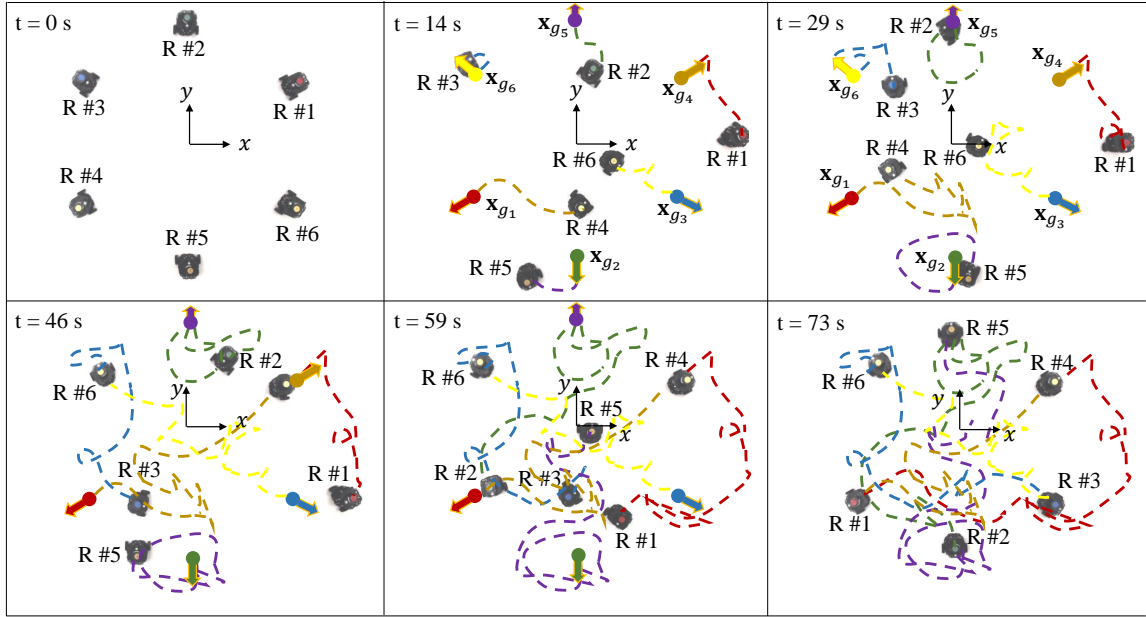 t = 0 s
R #2
R #3
R #1
y
x
R #4
R #6
R #5
t = 14 s
x_{g_5}
R #3
x_{g_6}
R #2
x_{g_4}
y
x
R #1
R #6
x_{g_1}
x_{g_3}
R #4
x_{g_2}
R #5
t = 29 s
R #2
x_{g_5}
x_{g_4}
x_{g_6}
R #3
y
x
R #1
R #4
R #6
x_{g_1}
x_{g_3}
x_{g_2}
R #5
t = 46 s
R #2
R #6
y
x
R #3
R #1
R #5
t = 59 s
R #4
R #6
y
R #5
x
R #2
R #3
R #1
t = 73 s
R #5
R #4
R #6
y
x
R #3
R #1
R #2